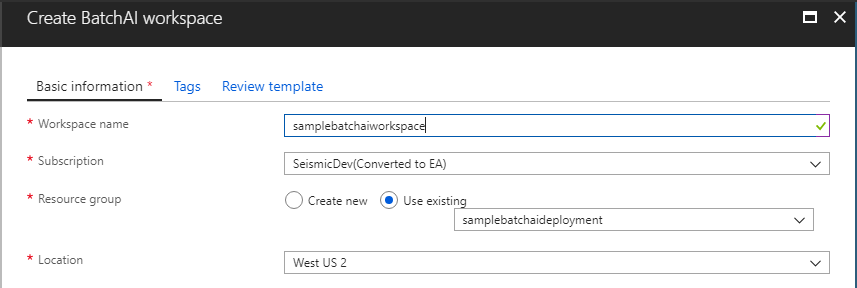 Create BatchAI workspace
Basic information * Tags Review template
* Workspace name samplebatchaiworkspace
* Subscription SeismicDev(Converted to EA)
* Resource group Create new Use existing
samplebatchaideployment
* Location West US 2